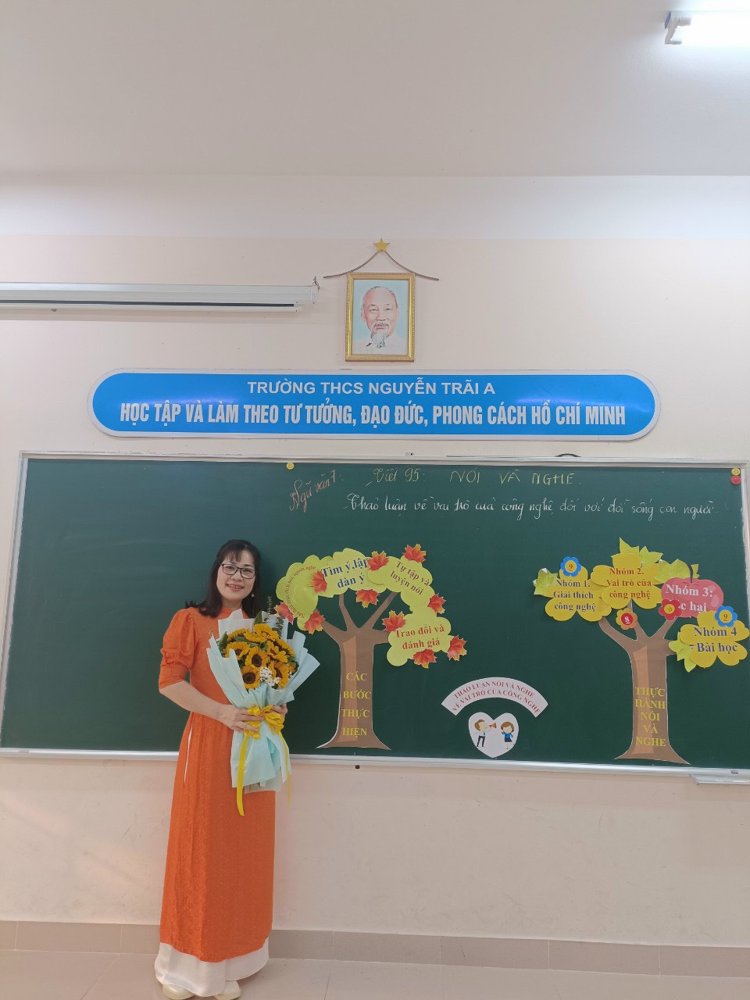 TRƯỜNG THCS NGUYỄN TRÃI A
HỌC TẬP VÀ LÀM THEO TƯ TƯỞNG, ĐẠO ĐỨC, PHONG CÁCH HỒ CHÍ MINH
Ngữ văn 7:
Tiết 95: NÓI VÀ NGHE
Thảo luận về vai trò của công nghệ đối với đời sống con người
Tìm ý, lập
dàn ý
Tự tập và
luyện nói
Trao đổi và
đánh giá
CÁC
BƯỚC
THỰC
HIỆN
THẢO LUẬN NÓI VÀ NGHE
VỀ VAI TRÒ CỦA CÔNG NGHỆ
9
Nhóm 1.
Giải thích
công nghệ
Nhóm 2.
Vai trò của
công nghệ
Nhóm 3:
hại
8
9
Nhóm 4
Bài học
THỰC
HÀNH
NÓI
VÀ
NGHE